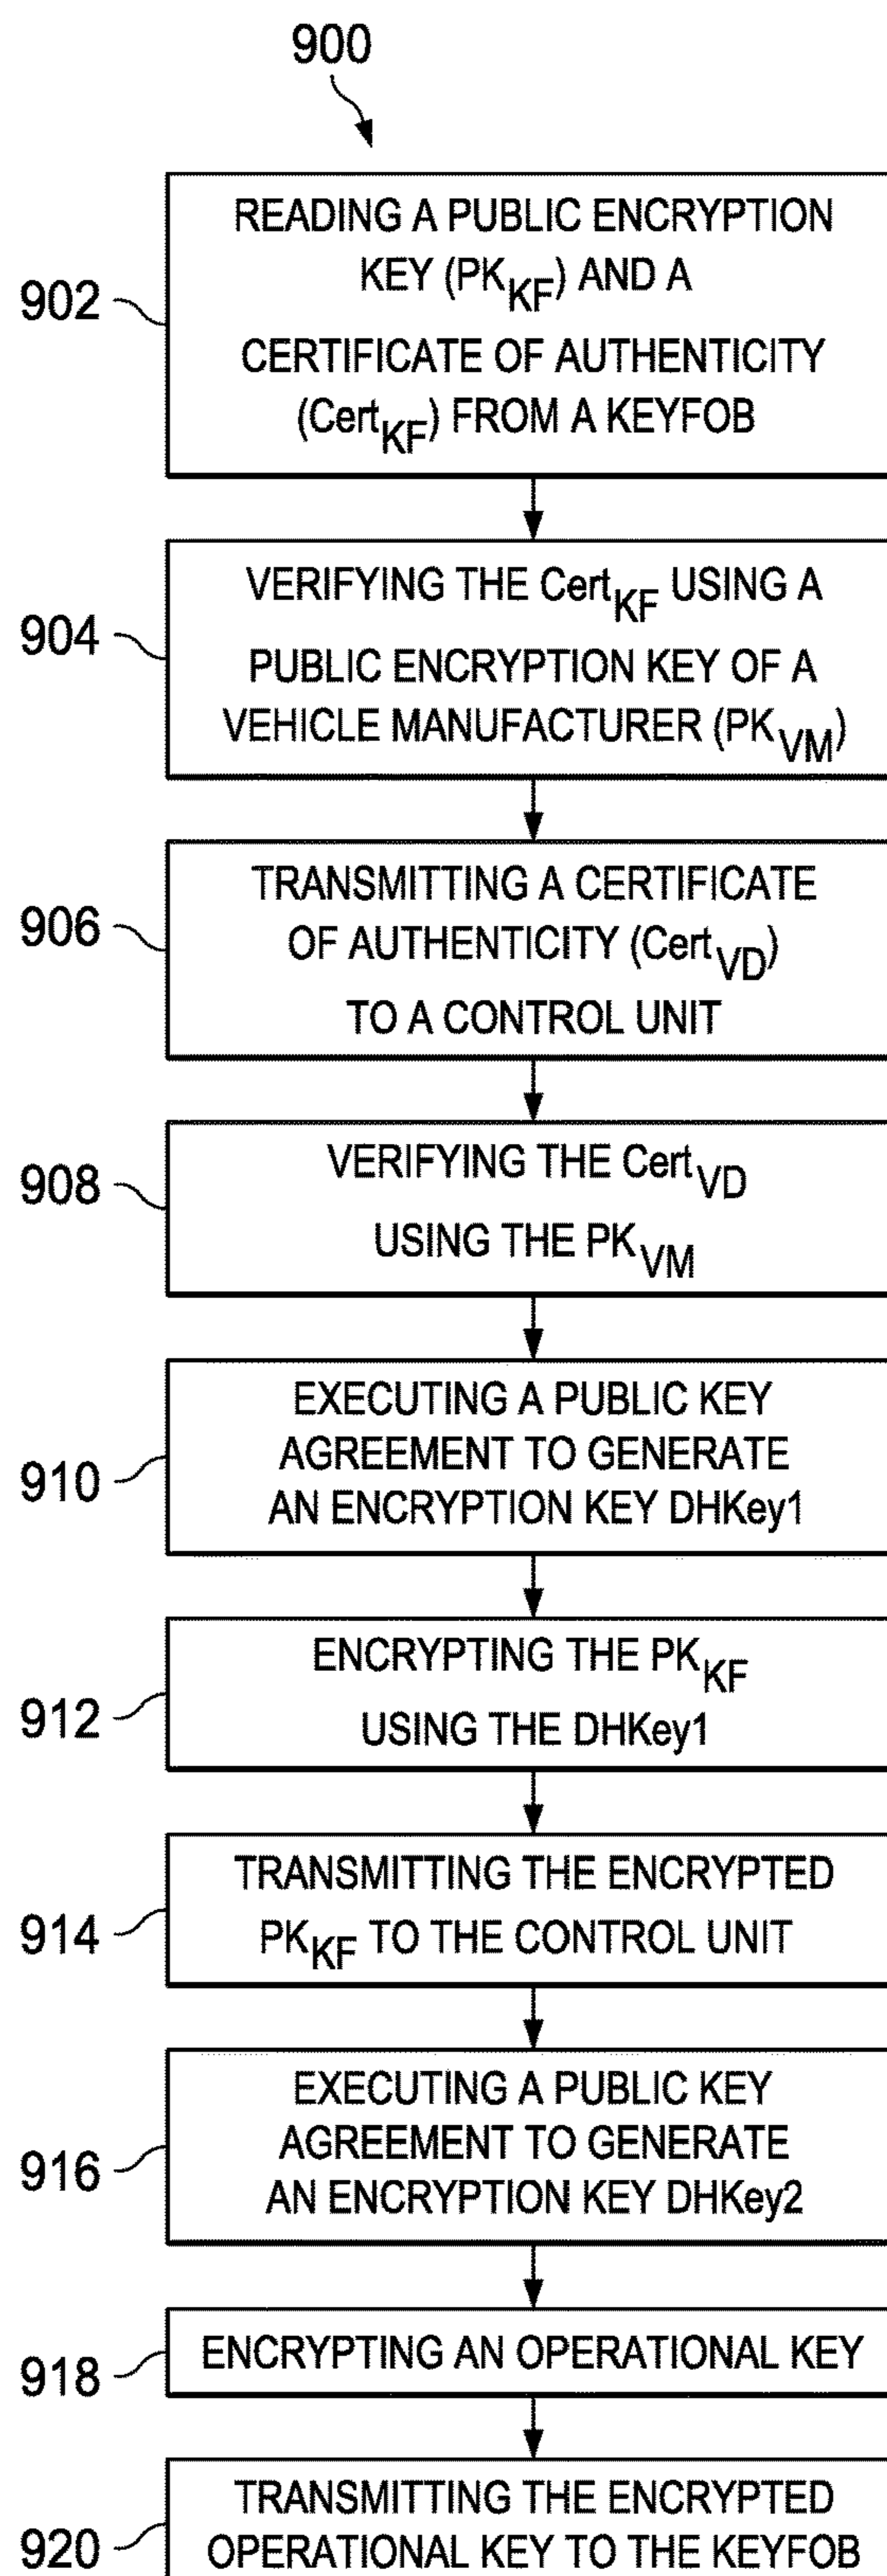 900
902
READING A PUBLIC ENCRYPTION
KEY (PKKF) AND A
CERTIFICATE OF AUTHENTICITY
(CertKF) FROM A KEYFOB
904
VERIFYING THE CertKF USING A
PUBLIC ENCRYPTION KEY OF A
VEHICLE MANUFACTURER (PKVM)
906
TRANSMITTING A CERTIFICATE
OF AUTHENTICITY (CertVD)
TO A CONTROL UNIT
908
VERIFYING THE CertVD
USING THE PKVM
910
EXECUTING A PUBLIC KEY
AGREEMENT TO GENERATE
AN ENCRYPTION KEY DHKey1
912
ENCRYPTING THE PKKF
USING THE DHKey1
914
TRANSMITTING THE ENCRYPTED
PKKF TO THE CONTROL UNIT
916
EXECUTING A PUBLIC KEY
AGREEMENT TO GENERATE
AN ENCRYPTION KEY DHKey2
918
ENCRYPTING AN OPERATIONAL KEY
920
TRANSMITTING THE ENCRYPTED
OPERATIONAL KEY TO THE KEYFOB